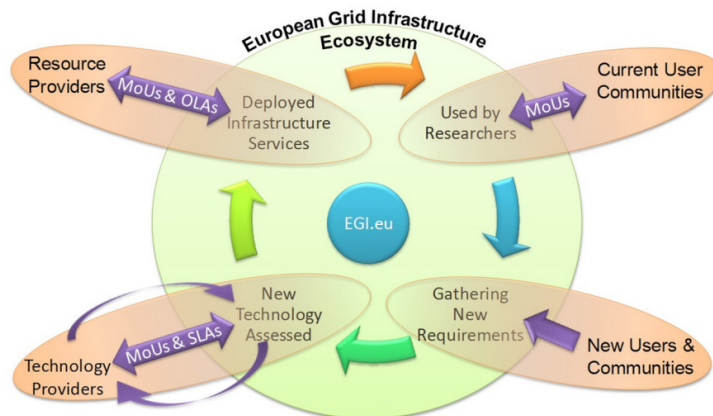 European Grid Infrastructure
Ecosystem
Resource
Providers
MoUs & OLAs
Deployed
Infrastructure
Services
Used by
Researchers
MoUs
Current User
Communities
EGI.eu
New
Technology
Assessed
MoUs & SLAs
Technology
Providers
Gathering
New
Requirements
New Users &
Communities